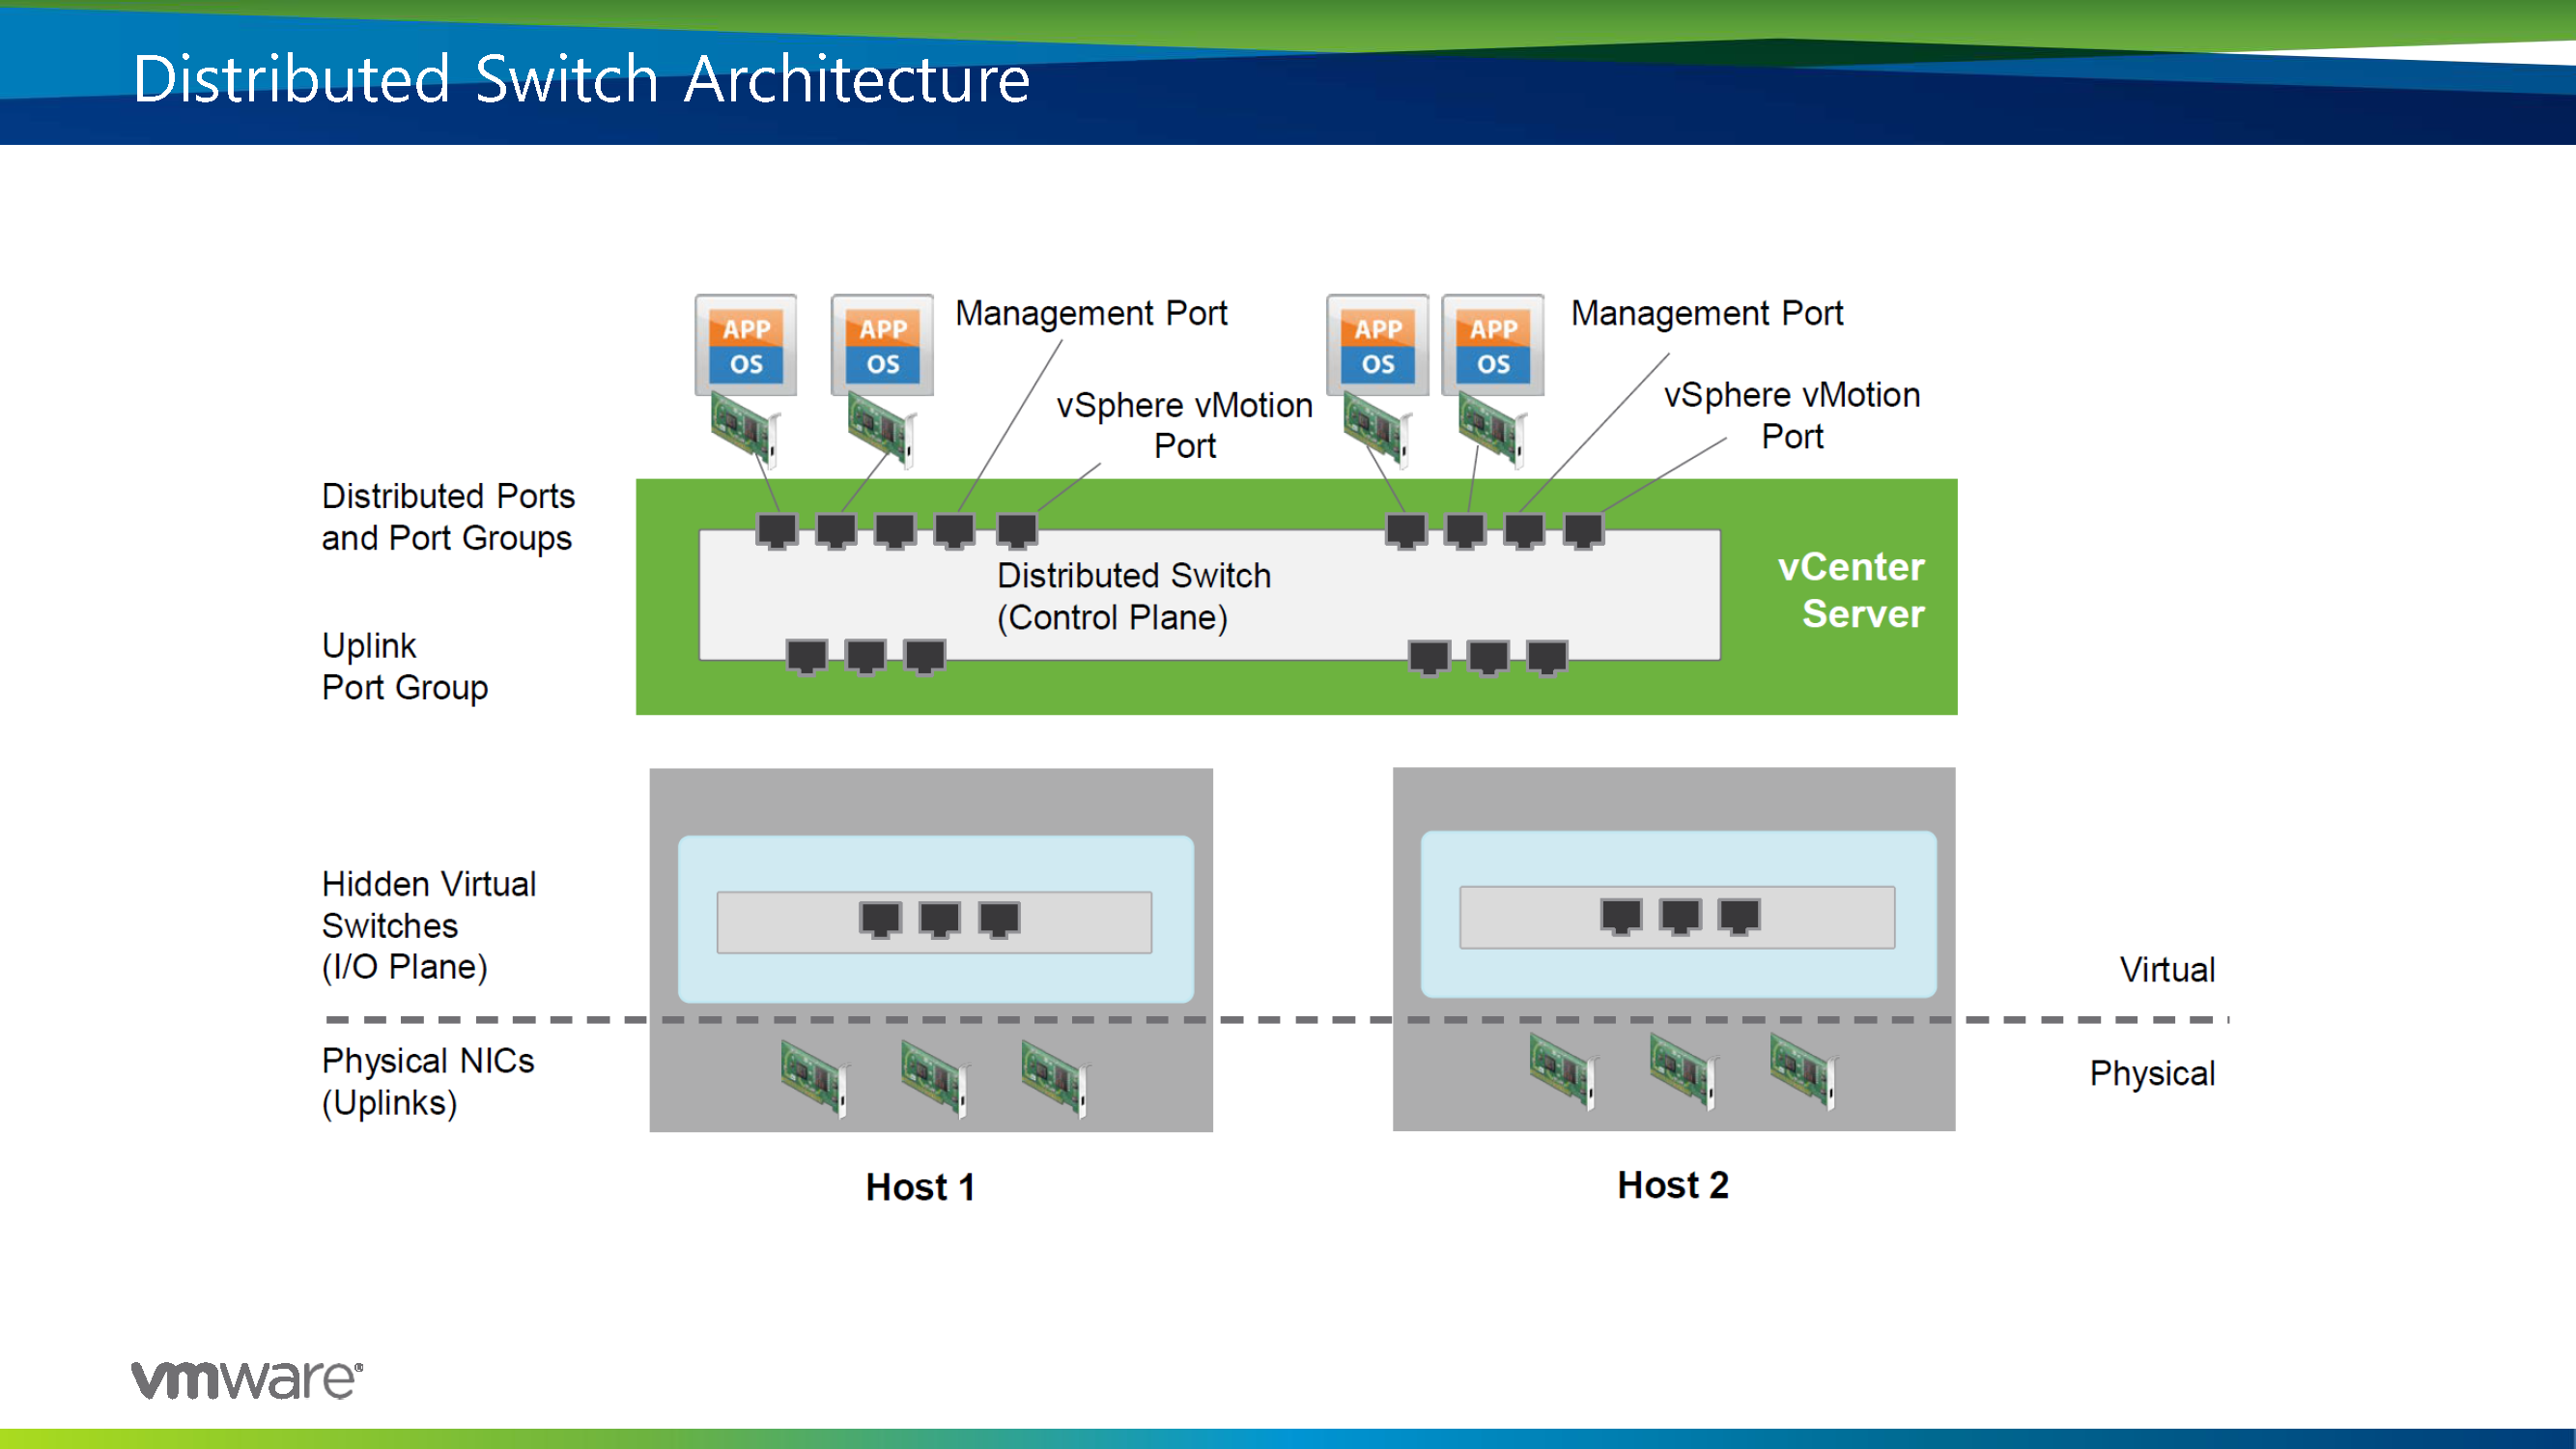 Distributed Switch Architecture
APP
OS
APP
OS
Management Port
vSphere vMotion
Port
APP
OS
APP
OS
Management Port
vSphere vMotion
Port
Distributed Ports
and Port Groups
Distributed Switch
(Control Plane)
vCenter
Server
Uplink
Port Group
Hidden Virtual
Switches
(I/O Plane)
Virtual
Physical NICs
(Uplinks)
Physical
Host 1
Host 2
vmware®